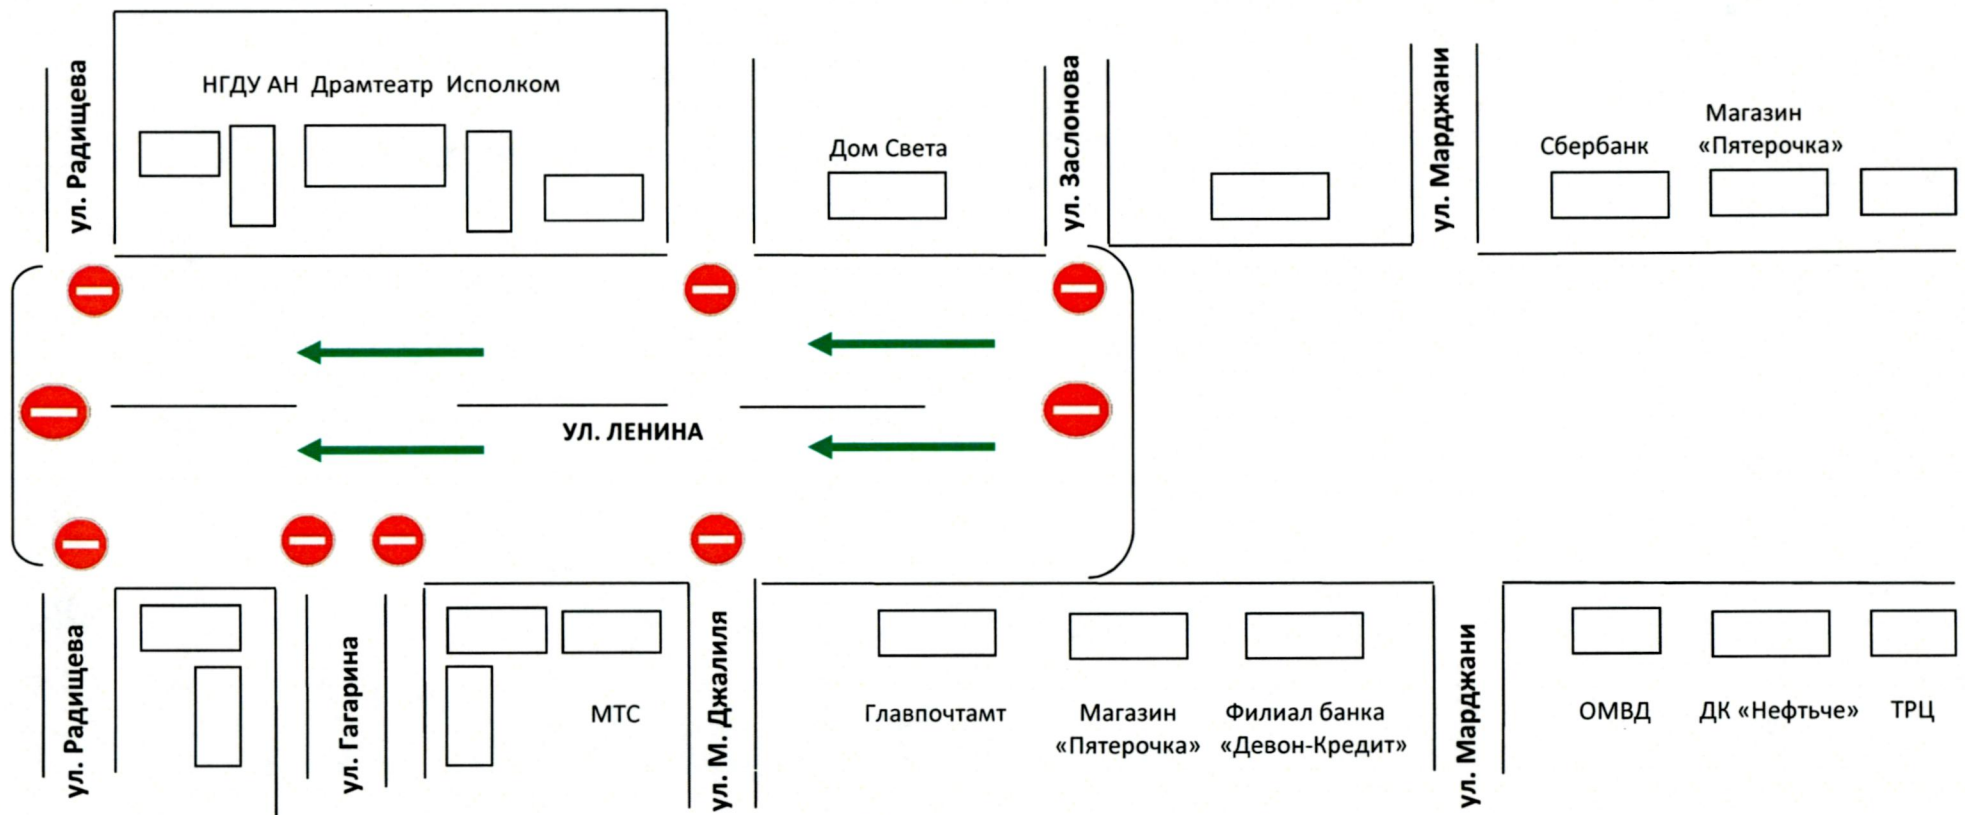 ул. Радищева
НГДУ АН Драмтеатр Исполком
Дом Света
ул. Заслонова
ул. Марджани
Сбербанк
Магазин
«Пятерочка»
УЛ. ЛЕНИНА
ул. Радищева
ул. Гагарина
МТС
ул. М. Джалиля
Главпочтамт
Магазин
«Пятерочка»
Филиал банка
«Девон-Кредит»
ул. Марджани
ОМВД
ДК «Нефтьче»
ТРЦ